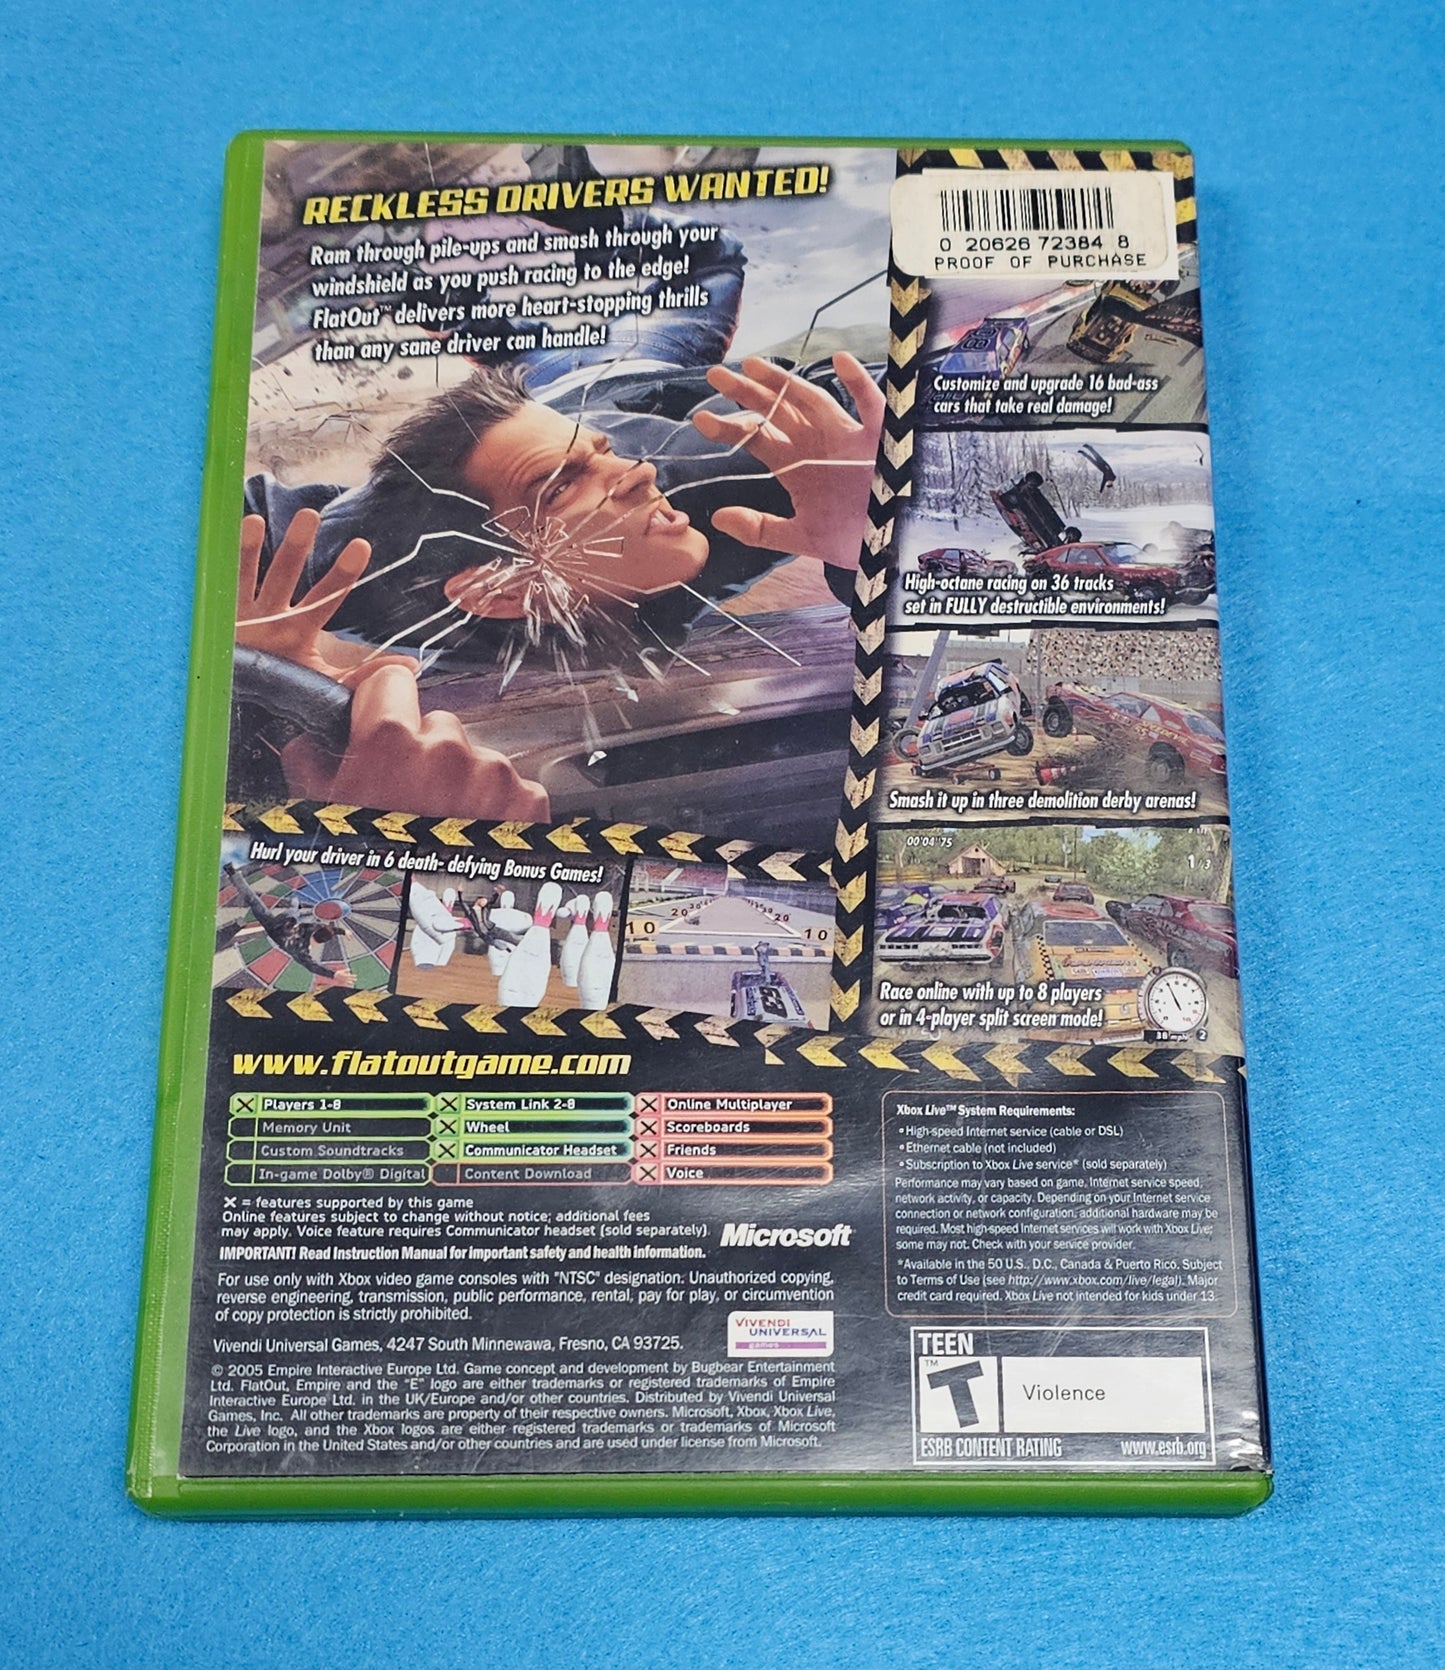 RECKLESS DRIVERS WANTED!
Ram through pile-ups and smash through your
windshield as you push racing to the edge!
FlatOut™ delivers more heart-stopping thrills
than any sane driver can handle!
0 20626 72384 8
PROOF OF PURCHASE
Customize and upgrade 16 bad-ass
cars that take real damage!
High-octane racing on 36 tracks
set in FULLY destructible environments!
Smash it up in three demolition derby arenas!
00'04"75
1/3
Race online with up to 8 players
or in 4-player split screen mode!
38 mph 2
Hurl your driver in 6 death-defying Bonus Games!
20 20
10 10
63
www.flatoutgame.com
X Players 1-8
Memory Unit
Custom Soundtracks
In-game Dolby® Digital
X System Link 2-8
X Wheel
X Communicator Headset
Content Download
X Online Multiplayer
X Scoreboards
X Friends
X Voice
X = features supported by this game
Online features subject to change without notice; additional fees
may apply. Voice feature requires Communicator headset (sold separately).
Microsoft
IMPORTANT! Read Instruction Manual for important safety and health information.
For use only with Xbox video game consoles with "NTSC" designation. Unauthorized copying,
reverse engineering, transmission, public performance, rental, pay for play, or circumvention
of copy protection is strictly prohibited.
Vivendi Universal Games, 4247 South Minnewawa, Fresno, CA 93725.
VIVENDI
UNIVERSAL
games
© 2005 Empire Interactive Europe Ltd. Game concept and development by Bugbear Entertainment
Ltd. FlatOut, Empire and the "E" logo are either trademarks or registered trademarks of Empire
Interactive Europe Ltd. in the UK/Europe and/or other countries. Distributed by Vivendi Universal
Games, Inc. All other trademarks are property of their respective owners. Microsoft, Xbox, Xbox Live,
the Live logo, and the Xbox logos are either registered trademarks or trademarks of Microsoft
Corporation in the United States and/or other countries and are used under license from Microsoft.
Xbox Live™ System Requirements:
• High-speed Internet service (cable or DSL)
• Ethernet cable (not included)
• Subscription to Xbox Live service* (sold separately)
Performance may vary based on game, Internet service speed,
network activity, or capacity. Depending on your Internet service
connection or network configuration, additional hardware may be
required. Most high-speed Internet services will work with Xbox Live;
some may not. Check with your service provider.
*Available in the 50 U.S., D.C., Canada & Puerto Rico. Subject
to Terms of Use (see http://www.xbox.com/live/legal). Major
credit card required. Xbox Live not intended for kids under 13.
TEEN
T
™
Violence
ESRB CONTENT RATING www.esrb.org